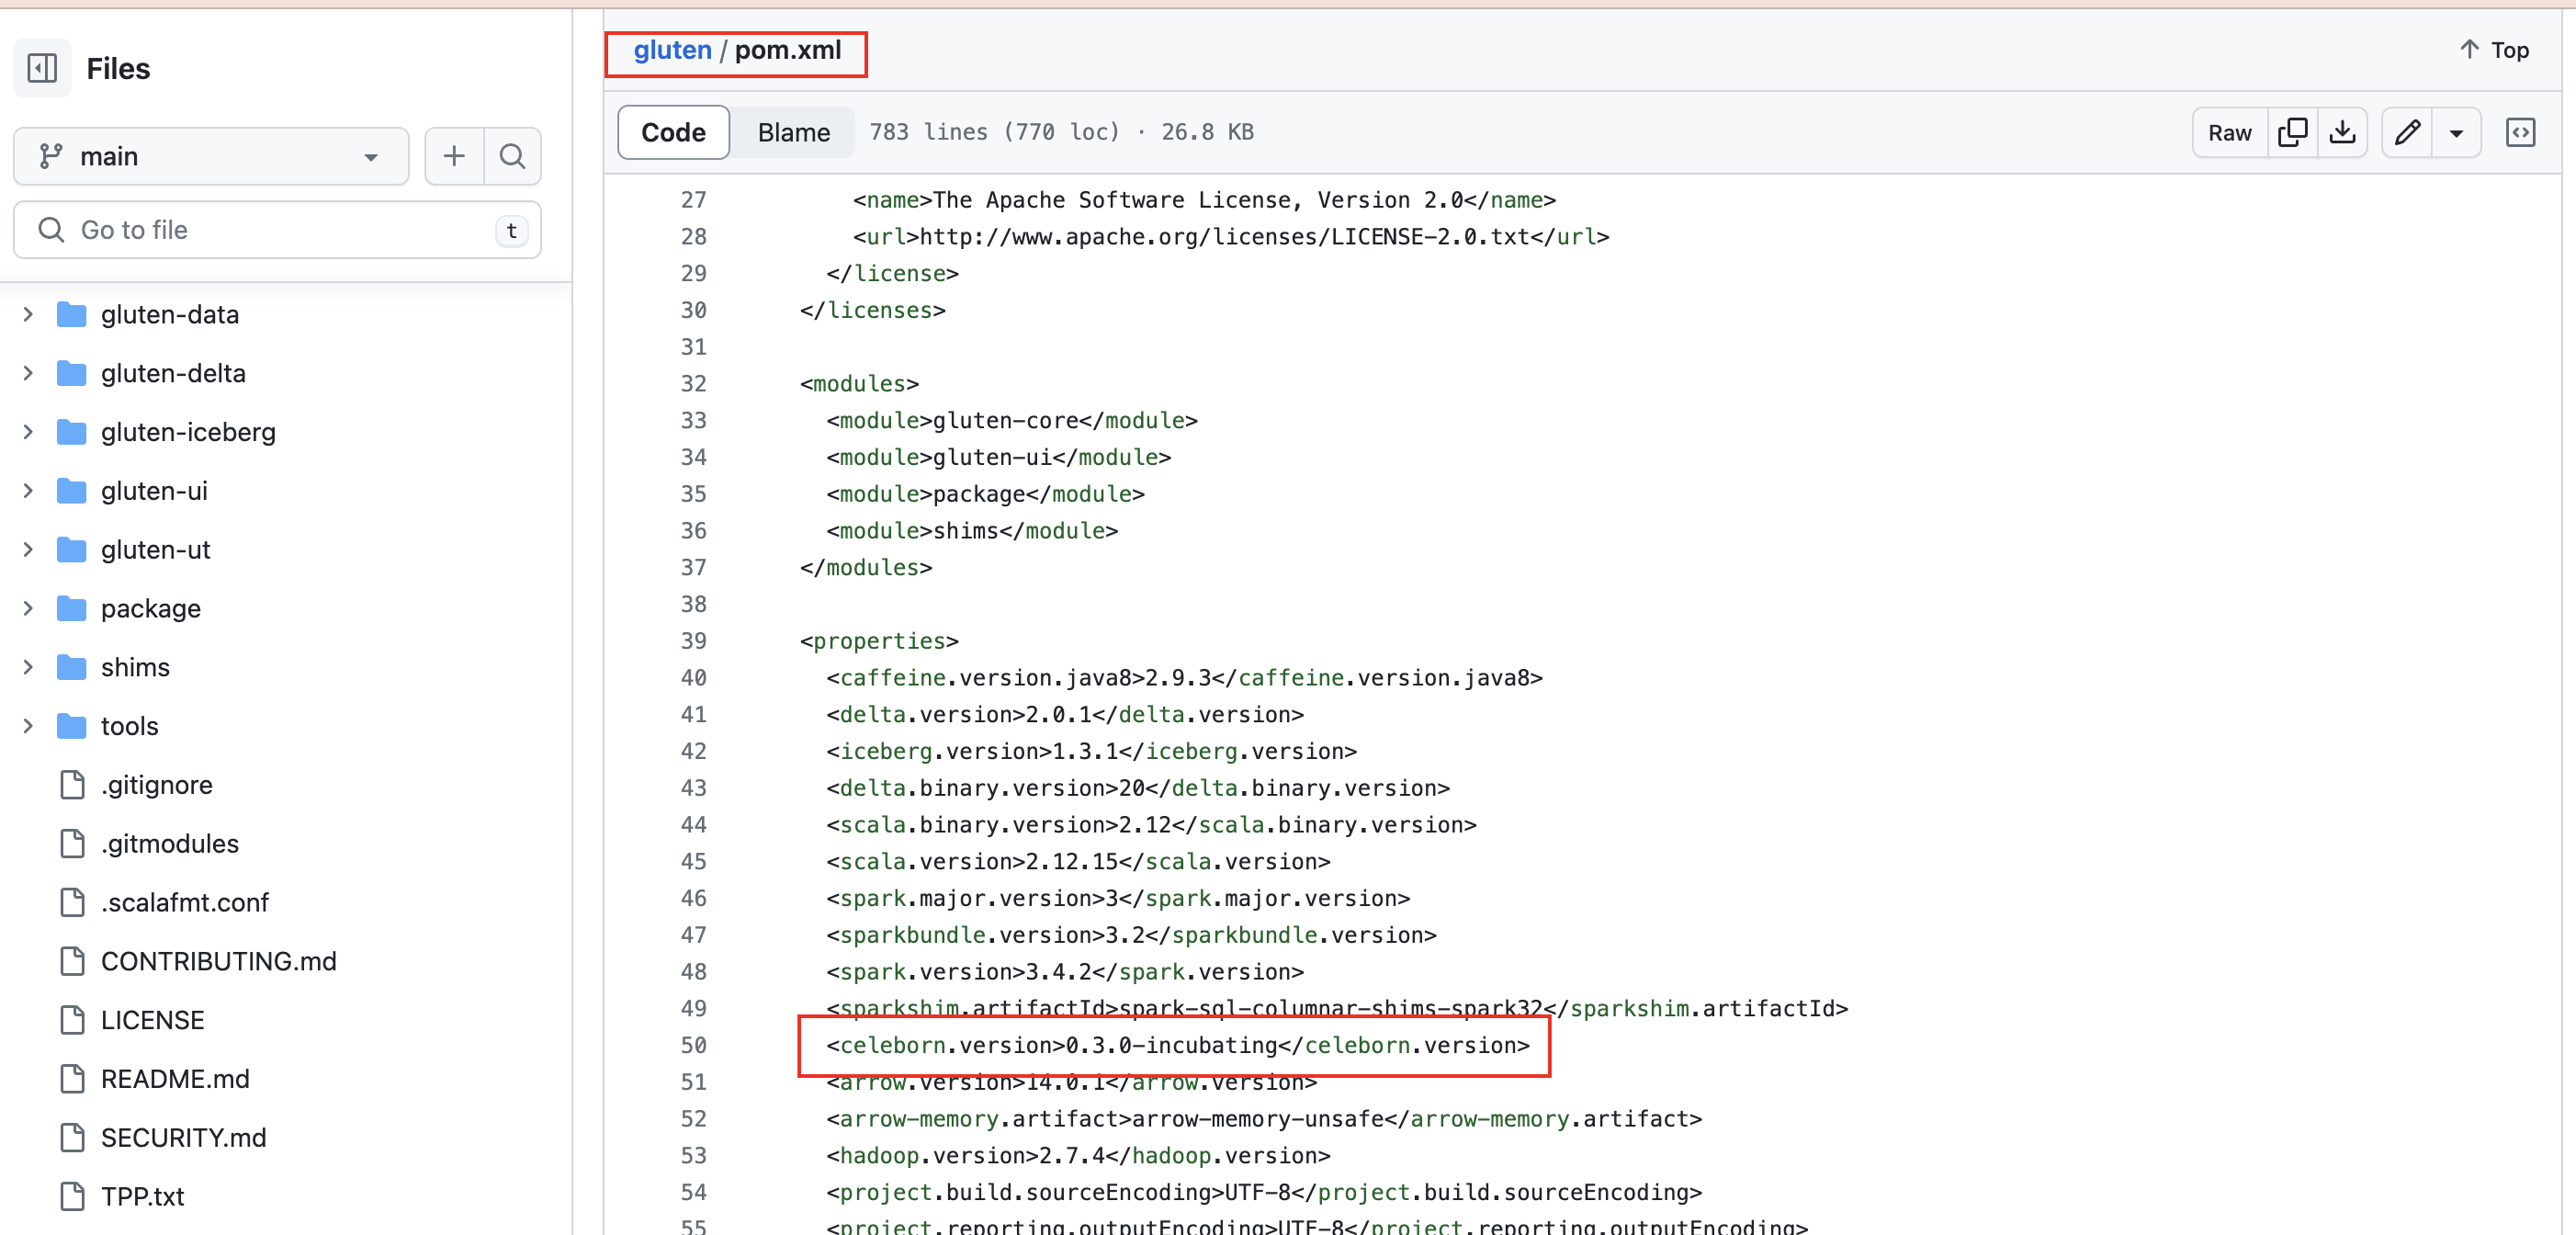 Files
main
Go to file
t
gluten-data
gluten-delta
gluten-iceberg
gluten-ui
gluten-ut
package
shims
tools
.gitignore
.gitmodules
.scalafmt.conf
CONTRIBUTING.md
LICENSE
README.md
SECURITY.md
TPP.txt
gluten / pom.xml
Top
Code Blame 783 lines (770 loc) · 26.8 KB
Raw
27 <name>The Apache Software License, Version 2.0</name>
28 <url>http://www.apache.org/licenses/LICENSE-2.0.txt</url>
29 </license>
30 </licenses>
31
32 <modules>
33 <module>gluten-core</module>
34 <module>gluten-ui</module>
35 <module>package</module>
36 <module>shims</module>
37 </modules>
38
39 <properties>
40 <caffeine.version.java8>2.9.3</caffeine.version.java8>
41 <delta.version>2.0.1</delta.version>
42 <iceberg.version>1.3.1</iceberg.version>
43 <delta.binary.version>20</delta.binary.version>
44 <scala.binary.version>2.12</scala.binary.version>
45 <scala.version>2.12.15</scala.version>
46 <spark.major.version>3</spark.major.version>
47 <sparkbundle.version>3.2</sparkbundle.version>
48 <spark.version>3.4.2</spark.version>
49 <sparkshim.artifactId>spark-sql-columnar-shims-spark32</sparkshim.artifactId>
50 <celeborn.version>0.3.0-incubating</celeborn.version>
51 <arrow.version>14.0.1</arrow.version>
52 <arrow-memory.artifact>arrow-memory-unsafe</arrow-memory.artifact>
53 <hadoop.version>2.7.4</hadoop.version>
54 <project.build.sourceEncoding>UTF-8</project.build.sourceEncoding>
55 <project.reporting.outputEncoding>UTF-8</project.reporting.outputEncoding>